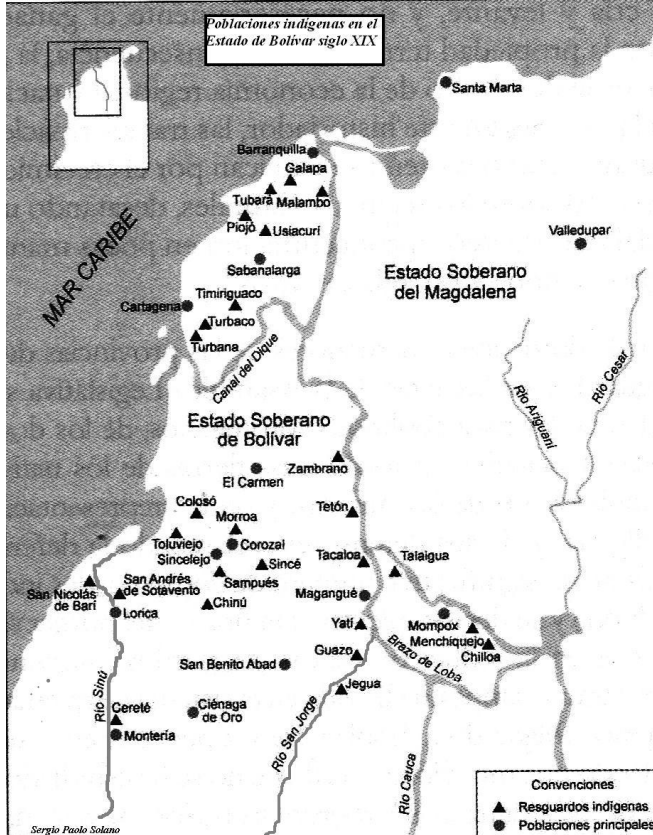 Poblaciones indígenas en el
Estado de Bolívar siglo XIX
Santa Marta
Barranquilla
Galapa
Tubará
Malambo
Piojó
Usiacurí
Valledupar
Sabanalarga
MAR CARIBE
Estado Soberano
del Magdalena
Timiriguaco
Cartagena
Turbaco
Turbana
Canal del Dique
Río Cesar
Río Ariguaní
Estado Soberano
de Bolívar
Zambrano
El Carmen
Colosó
Morroa
Tetón
Toluviejo
Corozal
Sincelejo
Tacaloa
Talaigua
Sincé
San Nicolás
de Barí
San Andrés
de Sotavento
Sampués
Chinú
Magangué
Lorica
Mompox
Menchiquejo
Yatí
Chilloa
Guazo
Brazo de Loba
San Benito Abad
Jegua
Río Sinú
Cereté
Ciénaga
de Oro
Montería
Río San Jorge
Río Cauca
Convenciones
Resguardos indígenas
Poblaciones principales
Sergio Paolo Solano